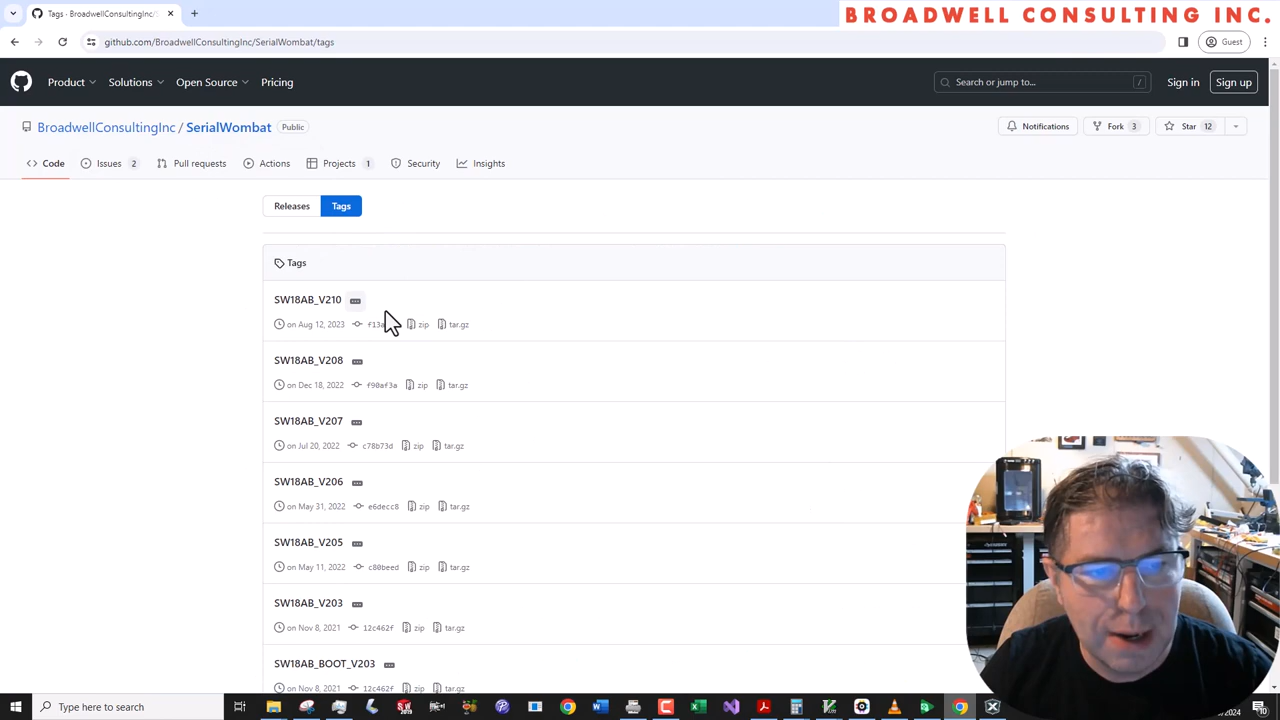 Tags - BroadwellConsultingInc/S
BROADWELL CONSULTING INC.
github.com/BroadwellConsultingInc/SerialWombat/tags
Guest
Product Solutions Open Source Pricing
Search or jump to... /
Sign in Sign up
BroadwellConsultingInc / SerialWombat Public
Notifications Fork 3 Star 12
Code Issues 2 Pull requests Actions Projects 1 Security Insights
Releases Tags
Tags
SW18AB_V210
on Aug 12, 2023 zip tar.gz
SW18AB_V208
on Dec 18, 2022 f90af3a zip tar.gz
SW18AB_V207
on Jul 20, 2022 c78b73d zip tar.gz
SW18AB_V206
on May 31, 2022 e6decc8 zip tar.gz
SW18AB_V205
on May 11, 2022 c80beed zip tar.gz
SW18AB_V203
on Nov 8, 2021 12c462f zip tar.gz
SW18AB_BOOT_V203
on Nov 8, 2021 12c462f zip tar.gz
Type here to search